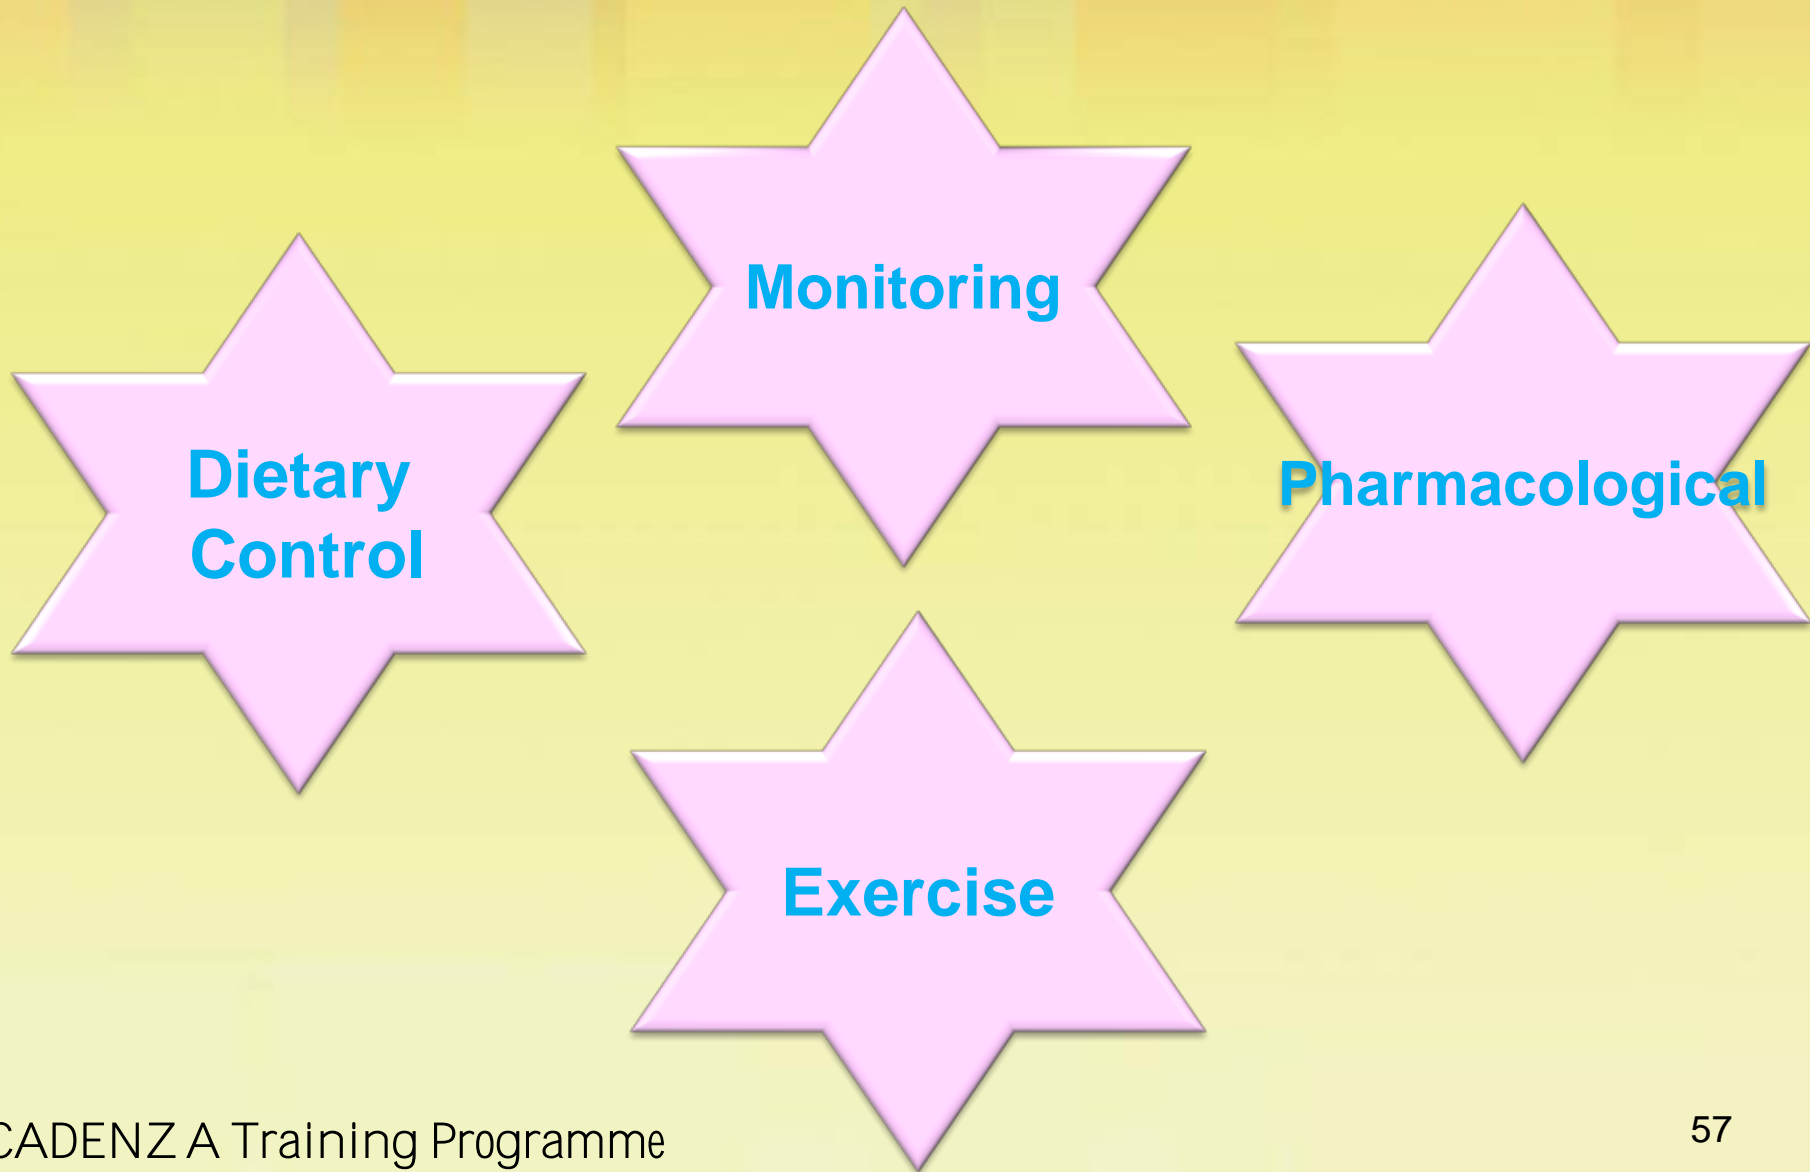 Monitoring
Dietary
Control
Pharmacological
Exercise
CADENZA Training Programme
57